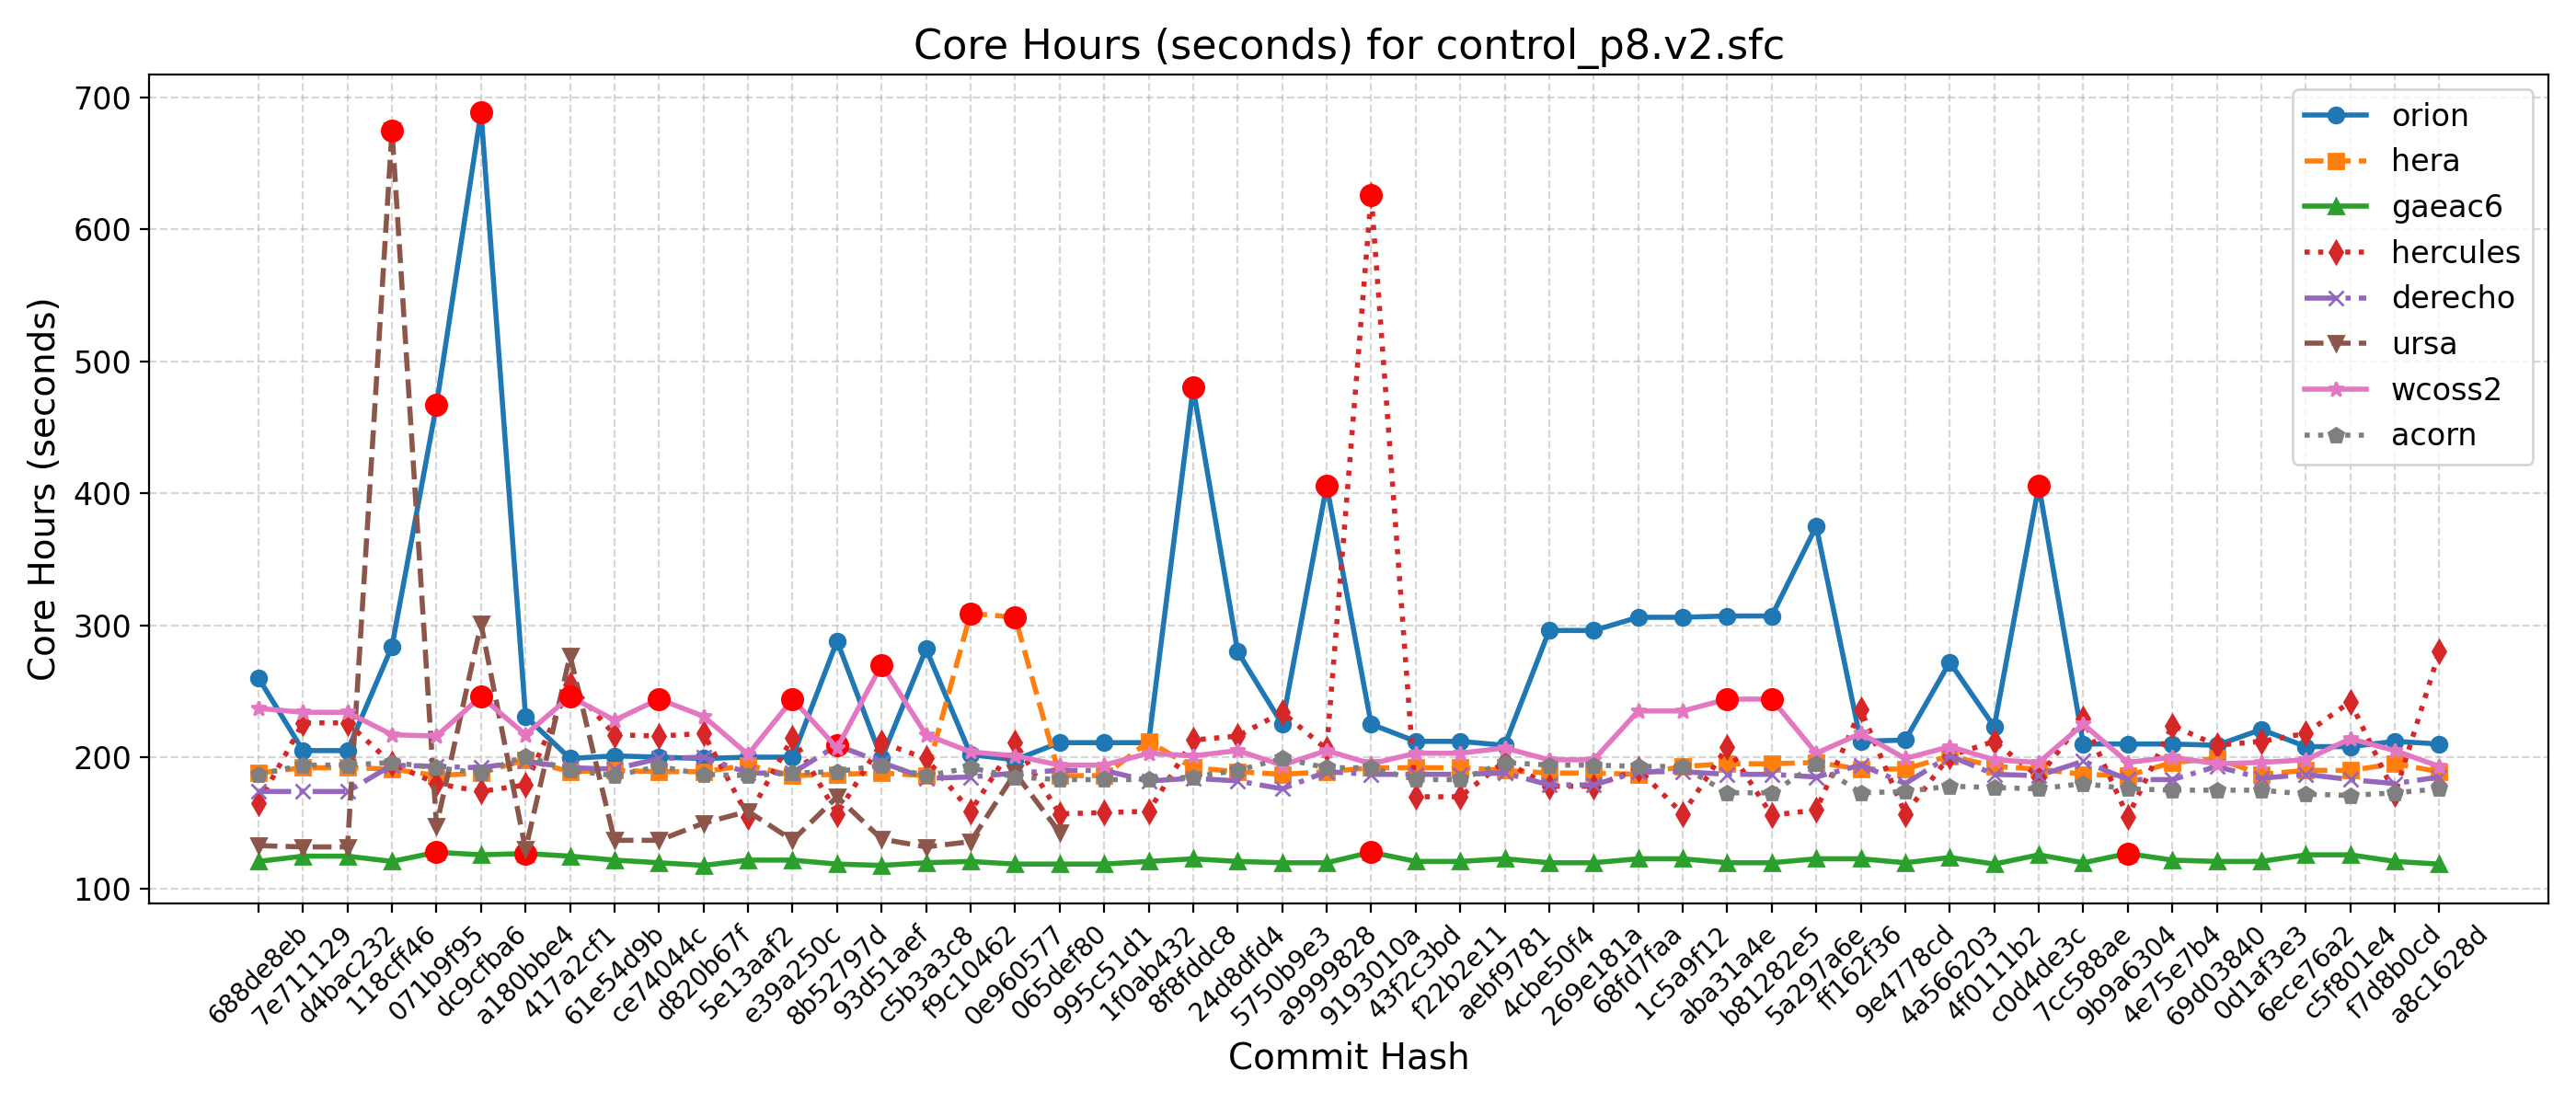 Core Hours (seconds) for control_p8.v2.sfc
Core Hours (seconds)
700
600
500
400
300
200
100
orion
hera
gaeac6
hercules
derecho
ursa
wcoss2
acorn
688de8eb
7e711129
d4bac232
118cff46
071b9f95
dc9cfba6
a180bbe4
417a2cf1
61e54d9b
ce74044c
d820b67f
5e13aaf2
e39a250c
8b52797d
93d51aef
c5b3a3c8
f9c10462
0e960577
065def80
995c51d1
1f0ab432
8f8fddc8
24d8dfd4
5750b9e3
a9999828
9193010a
43f2c3bd
f22b2e11
aebf9781
4cbe50f4
269e181a
68fd7faa
1c5a9f12
aba31a4e
b81282e5
5a297a6e
ff162f36
9e4778cd
4a566203
4f0111b2
c0d4de3c
7cc588ae
9b9a6304
4e75e7b4
69d03840
0d1af3e3
6ece76a2
c5f801e4
f7d8b0cd
a8c1628d
Commit Hash